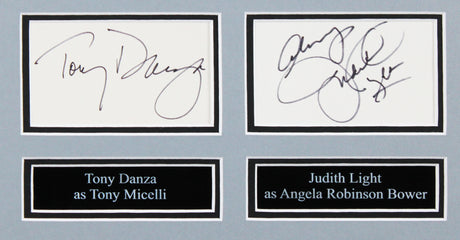 Tony Danza
Tony Danza
as Tony Micelli
Judith Light
as Angela Robinson Bower